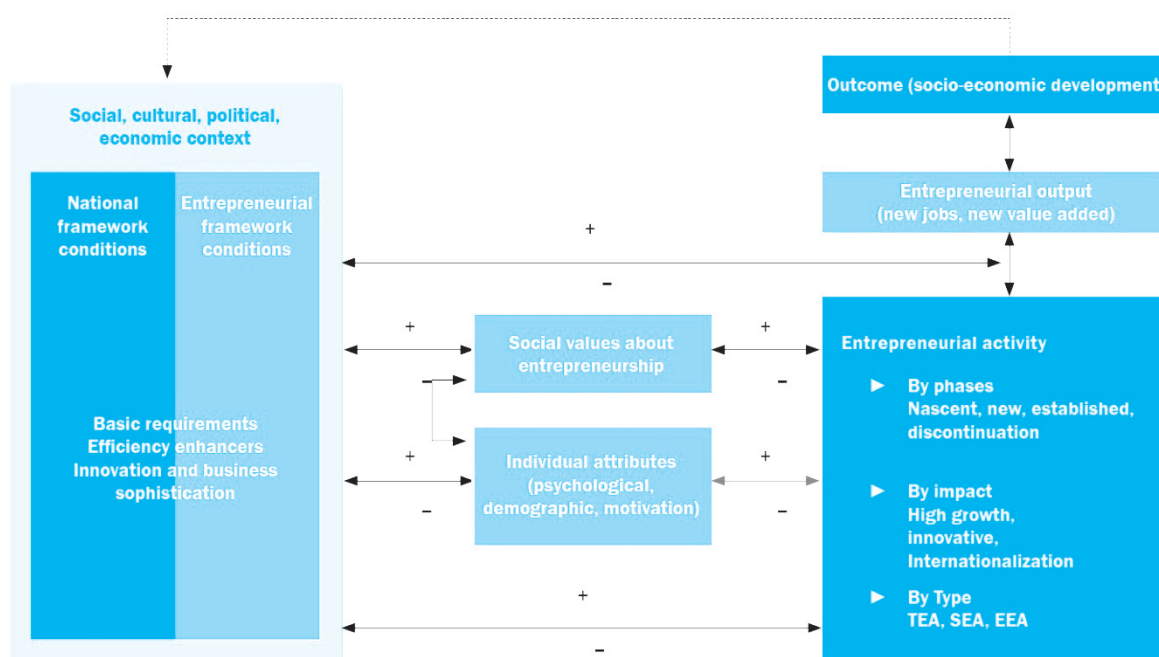 Outcome (socio-economic development
Social, cultural, political,
economic context
National
framework
conditions
Entrepreneurial
framework
conditions
Entrepreneurial output
(new jobs, new value added)
+
–
+
Social values about
entrepreneurship
+
–
–
Entrepreneurial activity
► By phases
Nascent, new, established,
discontinuation
Basic requirements
Efficiency enhancers
Innovation and business
sophistication
+
Individual attributes
(psychological,
demographic, motivation)
+
–
–
► By impact
High growth,
innovative,
Internationalization
► By Type
TEA, SEA, EEA
+
–